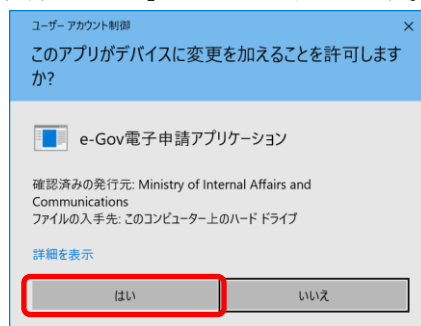 ユーザー アカウント制御
×
このアプリがデバイスに変更を加えることを許可します
か?
e-Gov電子申請アプリケーション
確認済みの発行元: Ministry of Internal Affairs and
Communications
ファイルの入手先: このコンピューター上のハード ドライブ
詳細を表示
はい
いいえ